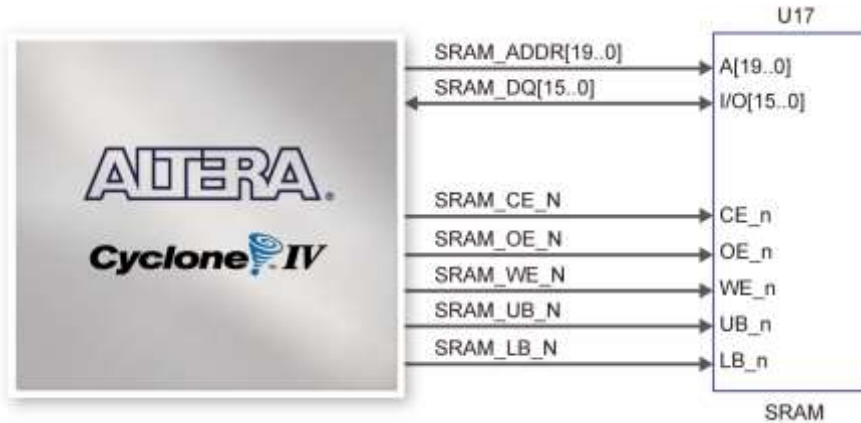 U17
SRAM_ADDR[19..0]
A[19..0]
SRAM_DQ[15..0]
I/O[15..0]
ALTERA®
Cyclone IV
SRAM_CE_N
CE_n
SRAM_OE_N
OE_n
SRAM_WE_N
WE_n
SRAM_UB_N
UB_n
SRAM_LB_N
LB_n
SRAM